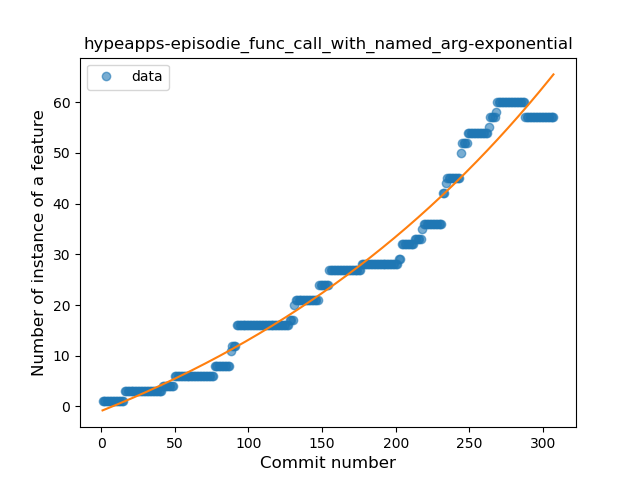 hypeapps-episodie_func_call_with_named_arg-exponential
data
Number of instance of a feature
60
50
40
30
20
10
0
0 50 100 150 200 250 300
Commit number